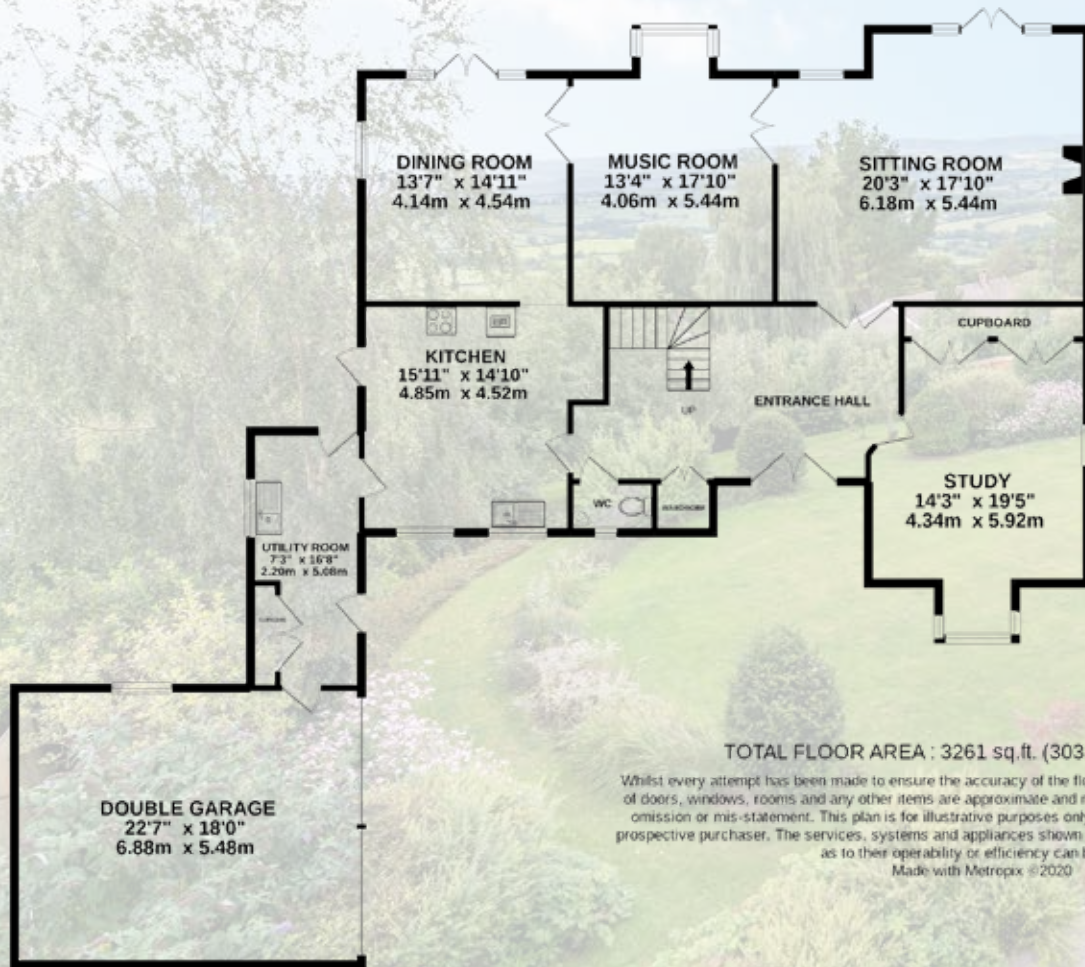 DINING ROOM
13'7" x 14'11"
4.14m x 4.54m
MUSIC ROOM
13'4" x 17'10"
4.06m x 5.44m
SITTING ROOM
20'3" x 17'10"
6.18m x 5.44m
KITCHEN
15'11" x 14'10"
4.85m x 4.52m
CUPBOARD
UP
ENTRANCE HALL
STUDY
14'3" x 19'5"
4.34m x 5.92m
WC
WARDROBE
UTILITY ROOM
7'3" x 16'8"
2.20m x 5.08m
DOUBLE GARAGE
22'7" x 18'0"
6.88m x 5.48m
TOTAL FLOOR AREA : 3261 sq.ft. (303
Whilst every attempt has been made to ensure the accuracy of the
of doors, windows, rooms and any other items are approximate and
omission or mis-statement. This plan is for illustrative purposes only
prospective purchaser. The services, systems and appliances shown
as to their operability or efficiency can
Made with Metropix ©2020